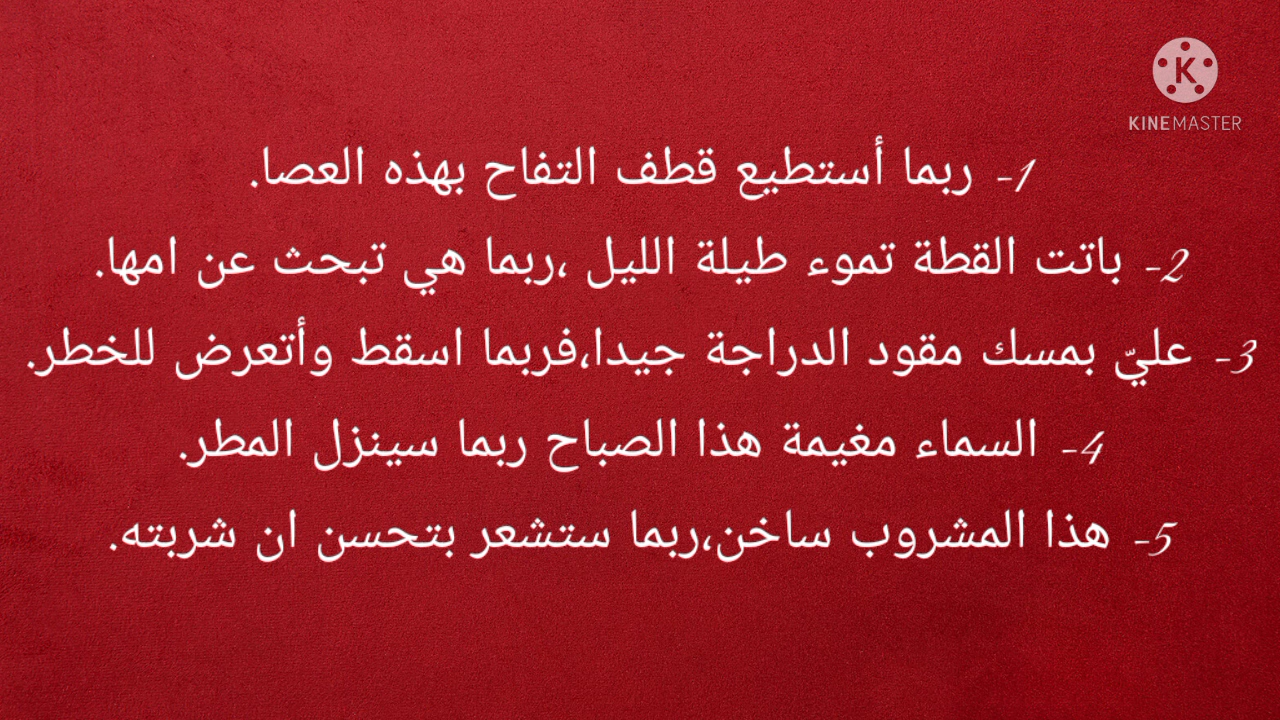 KINEMASTER
1- ربما أستطيع قطف التفاح بهذه العصا.
2- باتت القطة تموء طيلة الليل ،ربما هي تبحث عن امها.
3- عليّ بمسك مقود الدراجة جيدا،فربما اسقط وأتعرض للخطر.
4- السماء مغيمة هذا الصباح ربما سينزل المطر.
5- هذا المشروب ساخن،ربما ستشعر بتحسن ان شربته.